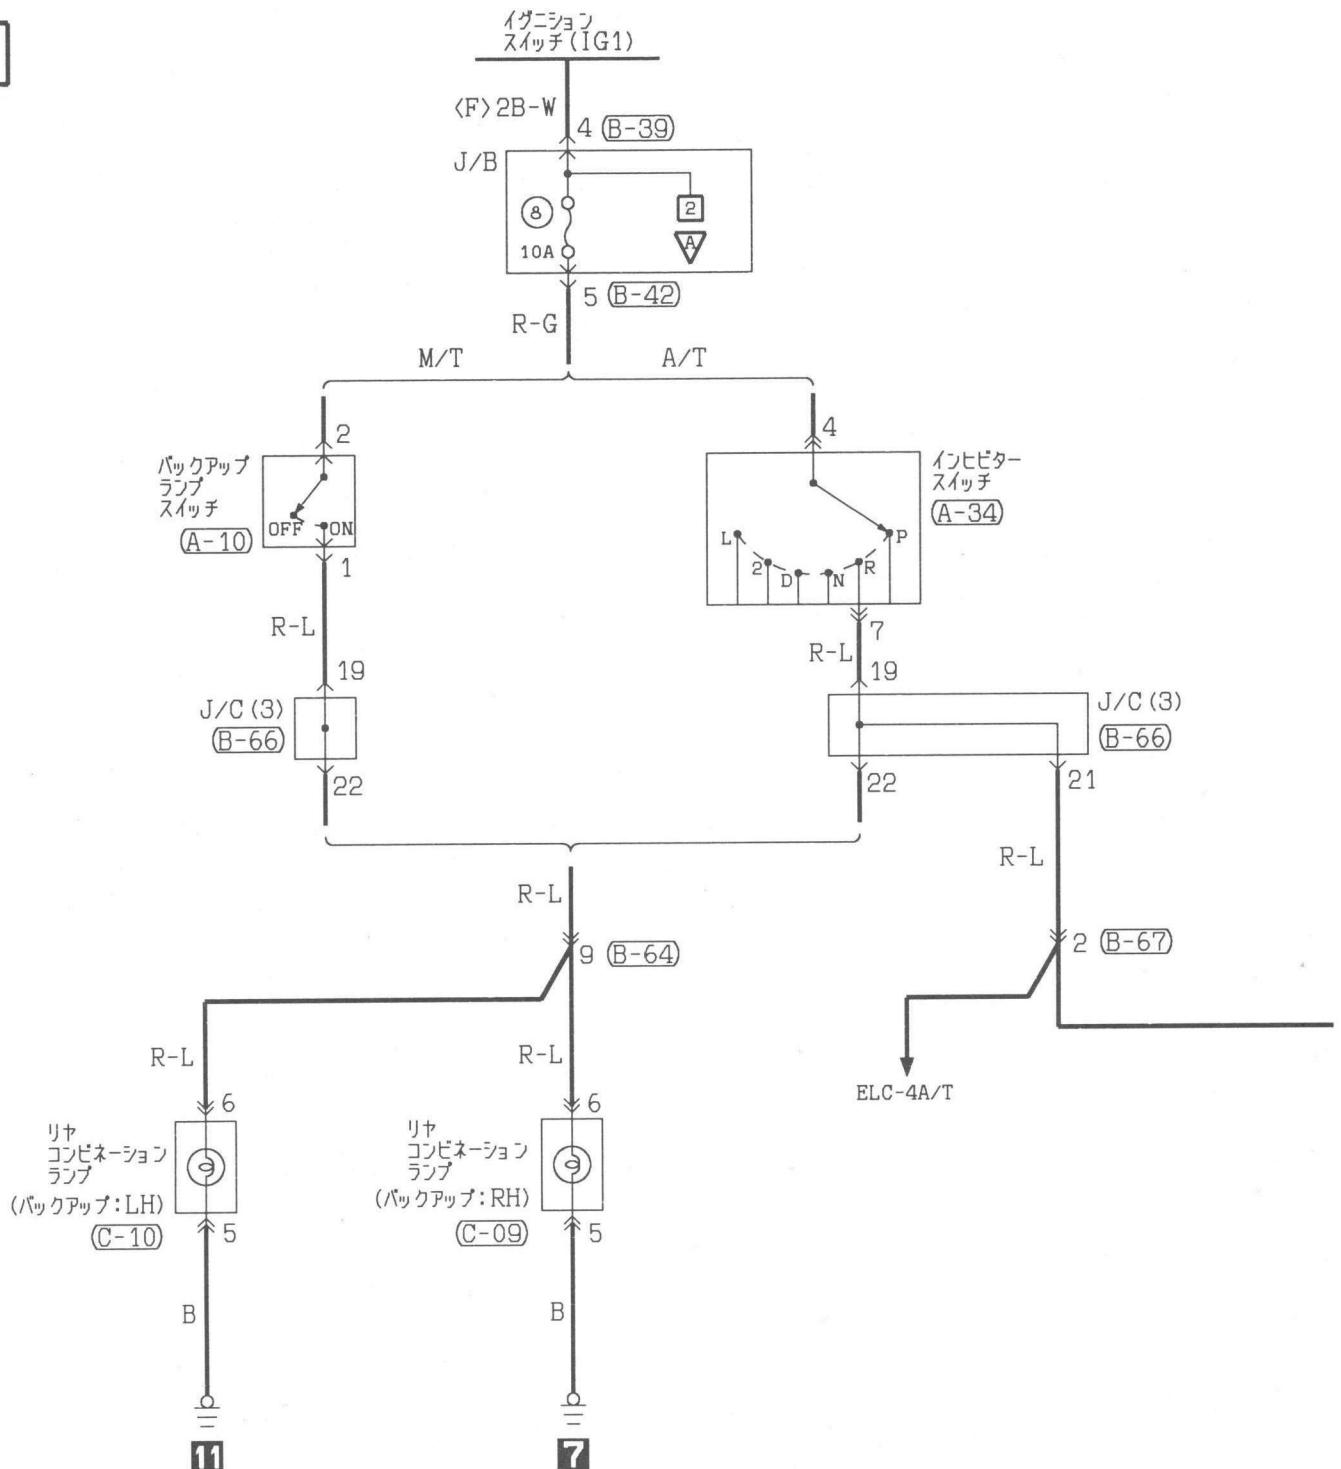 イグニション
スイッチ(IG1)
〈F〉2B-W
4 (B-39)
J/B
8
2
A
10A
5 (B-42)
R-G
M/T
A/T
2
4
バックアップ
ランプ
スイッチ
(A-10)
OFF
ON
インヒビター
スイッチ
(A-34)
L
2
D
N
R
P
1
7
R-L
R-L
19
19
J/C (3)
(B-66)
J/C (3)
(B-66)
22
22
21
R-L
R-L
9 (B-64)
2 (B-67)
R-L
R-L
ELC-4A/T
6
6
リヤ
コンビネーション
ランプ
(バックアップ:LH)
(C-10)
リヤ
コンビネーション
ランプ
(バックアップ:RH)
(C-09)
5
5
B
B
11
7